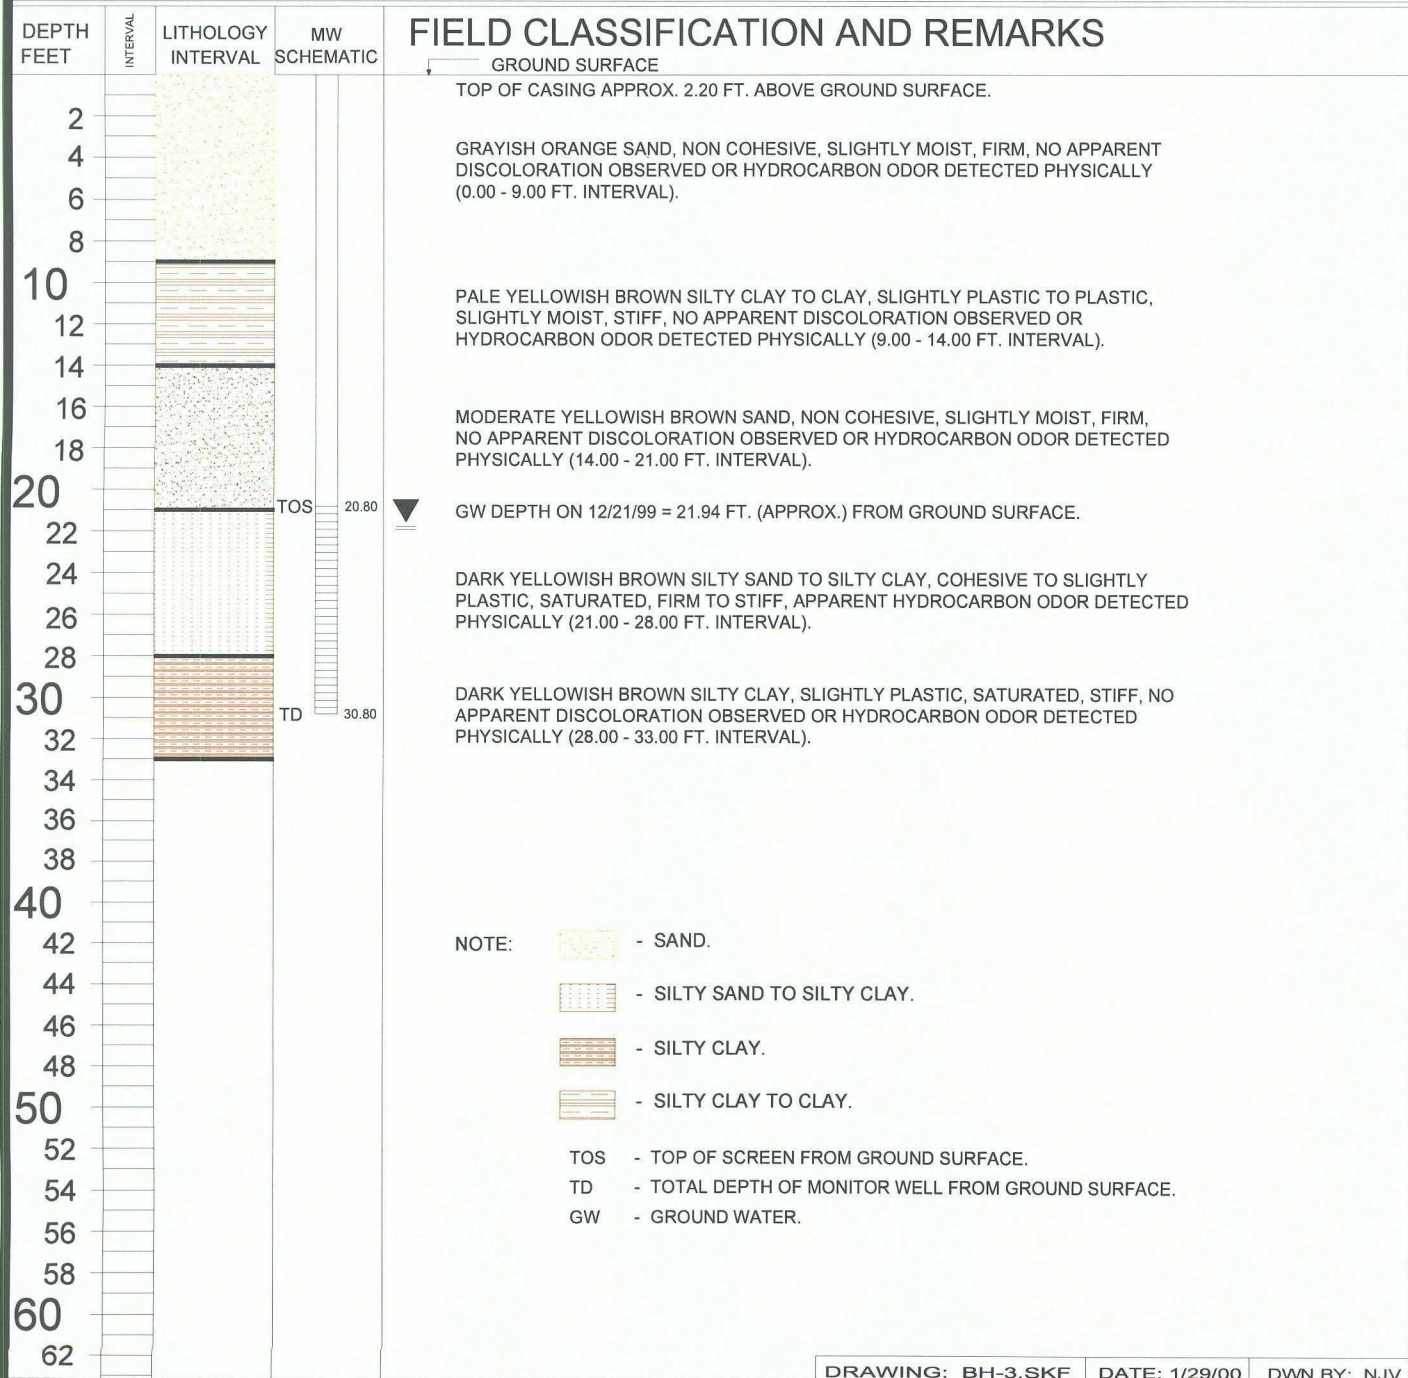 DEPTH FEET
INTERVAL
LITHOLOGY INTERVAL
MW SCHEMATIC
FIELD CLASSIFICATION AND REMARKS
GROUND SURFACE
TOP OF CASING APPROX. 2.20 FT. ABOVE GROUND SURFACE.
2
4
GRAYISH ORANGE SAND, NON COHESIVE, SLIGHTLY MOIST, FIRM, NO APPARENT
DISCOLORATION OBSERVED OR HYDROCARBON ODOR DETECTED PHYSICALLY
6
(0.00 - 9.00 FT. INTERVAL).
8
10
PALE YELLOWISH BROWN SILTY CLAY TO CLAY, SLIGHTLY PLASTIC TO PLASTIC,
12
SLIGHTLY MOIST, STIFF, NO APPARENT DISCOLORATION OBSERVED OR
HYDROCARBON ODOR DETECTED PHYSICALLY (9.00 - 14.00 FT. INTERVAL).
14
16
MODERATE YELLOWISH BROWN SAND, NON COHESIVE, SLIGHTLY MOIST, FIRM,
NO APPARENT DISCOLORATION OBSERVED OR HYDROCARBON ODOR DETECTED
18
PHYSICALLY (14.00 - 21.00 FT. INTERVAL).
20
TOS 20.80
GW DEPTH ON 12/21/99 = 21.94 FT. (APPROX.) FROM GROUND SURFACE.
22
24
DARK YELLOWISH BROWN SILTY SAND TO SILTY CLAY, COHESIVE TO SLIGHTLY
PLASTIC, SATURATED, FIRM TO STIFF, APPARENT HYDROCARBON ODOR DETECTED
26
PHYSICALLY (21.00 - 28.00 FT. INTERVAL).
28
30
DARK YELLOWISH BROWN SILTY CLAY, SLIGHTLY PLASTIC, SATURATED, STIFF, NO
TD 30.80
APPARENT DISCOLORATION OBSERVED OR HYDROCARBON ODOR DETECTED
32
PHYSICALLY (28.00 - 33.00 FT. INTERVAL).
34
36
38
40
42
NOTE:
- SAND.
44
- SILTY SAND TO SILTY CLAY.
46
48
- SILTY CLAY.
50
- SILTY CLAY TO CLAY.
52
TOS - TOP OF SCREEN FROM GROUND SURFACE.
54
TD - TOTAL DEPTH OF MONITOR WELL FROM GROUND SURFACE.
56
GW - GROUND WATER.
58
60
62
DRAWING: BH-3.SKF
DATE: 1/29/00
DWN BY: NJV